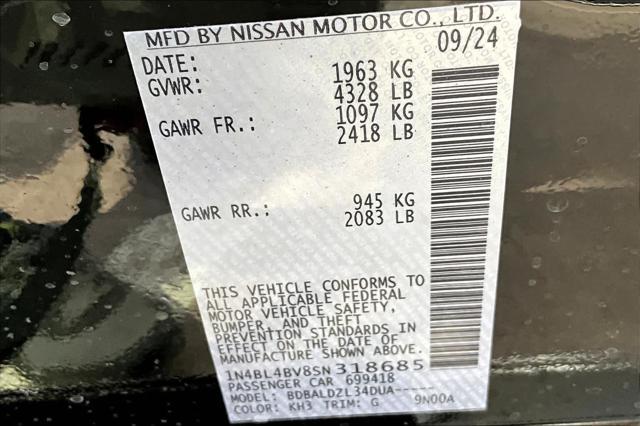 MFD BY NISSAN MOTOR CO., LTD.
DATE: 09/24
GVWR: 1963 KG
4328 LB
GAWR FR.: 1097 KG
2418 LB
GAWR RR.: 945 KG
2083 LB
THIS VEHICLE CONFORMS TO
ALL APPLICABLE FEDERAL
MOTOR VEHICLE SAFETY,
BUMPER, AND THEFT
PREVENTION STANDARDS IN
EFFECT ON THE DATE OF
MANUFACTURE SHOWN ABOVE.
1N4BL4BV8SN318685
PASSENGER CAR 699418
MODEL: BDBALDZL34DUA-----
COLOR: KH3 TRIM: G 9N00A